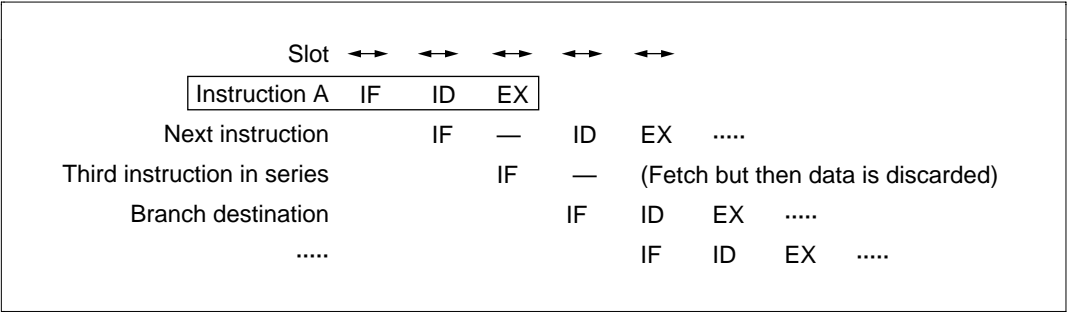 Slot
Instruction A IF ID EX
Next instruction IF — ID EX .....
Third instruction in series IF — (Fetch but then data is discarded)
Branch destination IF ID EX .....
..... IF ID EX .....